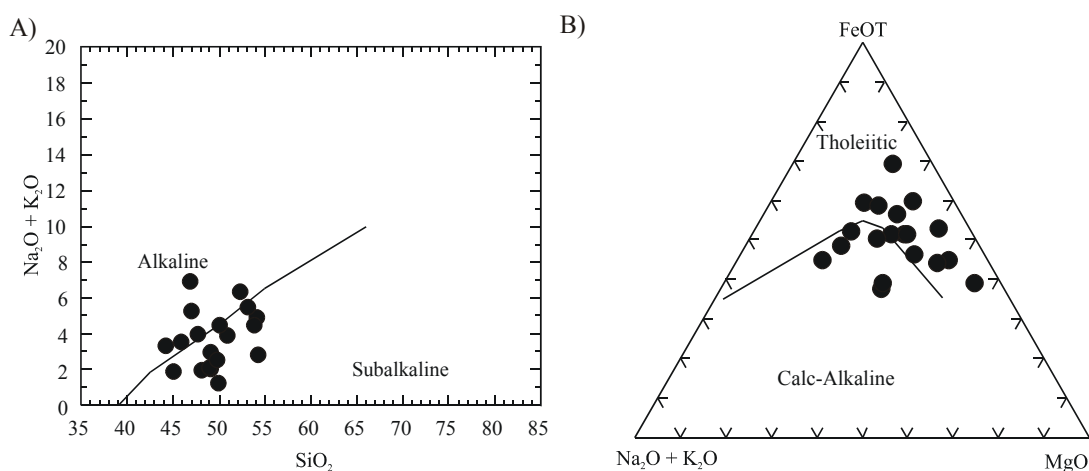 A)
20
18
16
14
12
10
8
6
4
2
0
Na₂O + K₂O
Alkaline
Subalkaline
35 40 45 50 55 60 65 70 75 80 85
SiO₂
B)
FeOT
Tholeiitic
Calc-Alkaline
Na₂O + K₂O
MgO